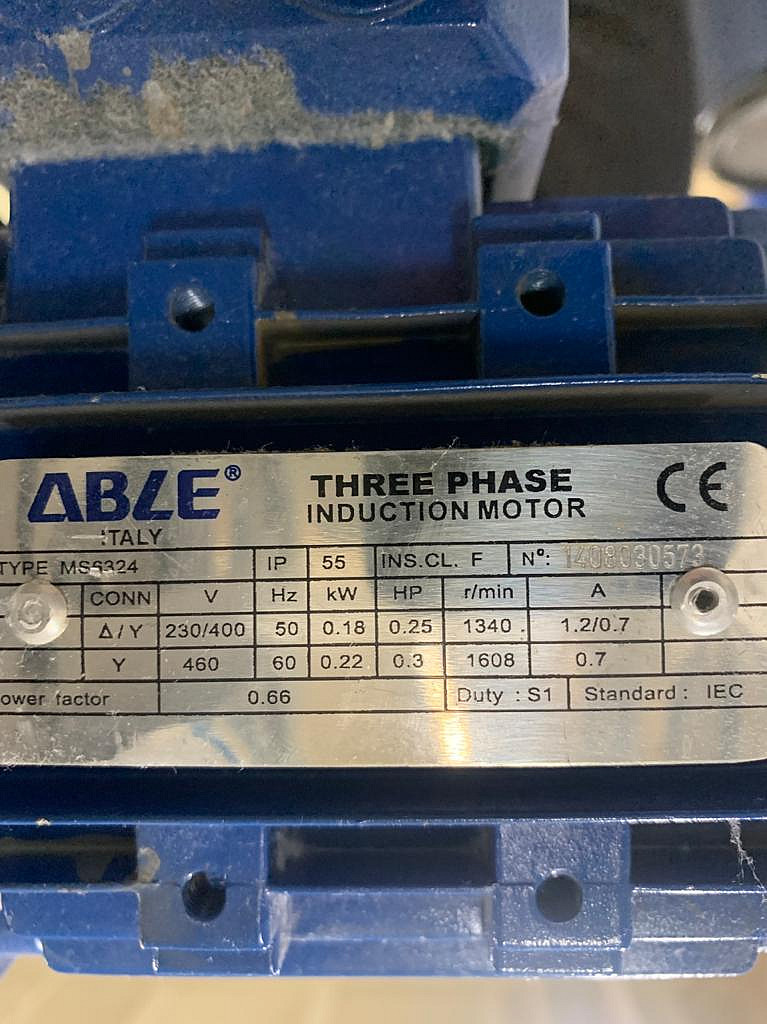 ABLE®
ITALY
THREE PHASE
INDUCTION MOTOR
CE
TYPE MS6324 IP 55 INS.CL. F Nº: 1408030573
CONN V Hz kW HP r/min A
Δ/Y 230/400 50 0.18 0.25 1340 1.2/0.7
Y 460 60 0.22 0.3 1608 0.7
ower factor 0.66 Duty : S1 Standard : IEC